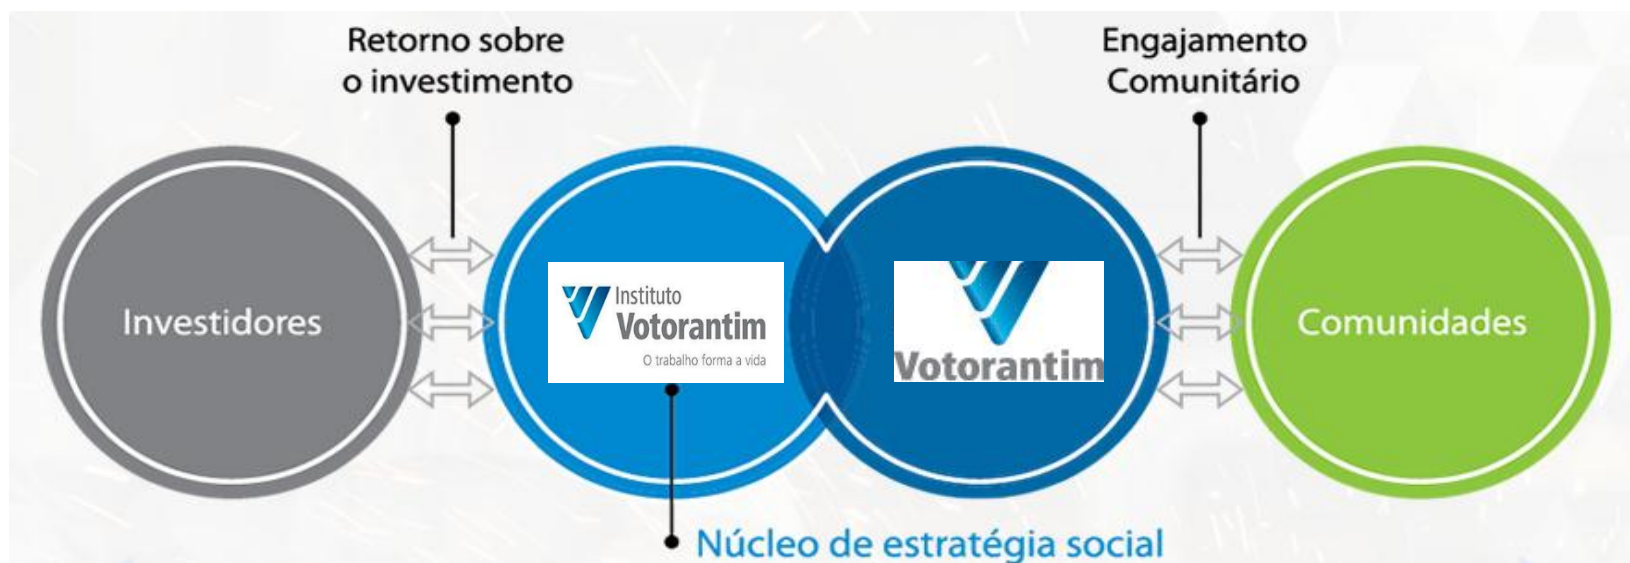 Retorno sobre
o investimento
Engajamento
Comunitário
Investidores
Instituto
Votorantim
O trabalho forma a vida
Votorantim
Comunidades
Núcleo de estratégia social